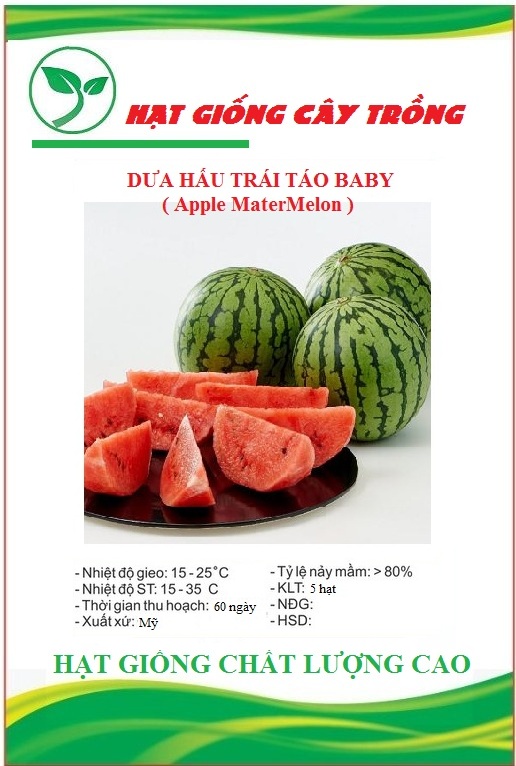 HẠT GIỐNG CÂY TRỒNG
DƯA HẤU TRÁI TÁO BABY
( Apple MaterMelon )
- Nhiệt độ gieo: 15 - 25°C
- Nhiệt độ ST: 15 - 35 C
- Thời gian thu hoạch: 60 ngày
- Xuất xứ: Mỹ
- Tỷ lệ nảy mầm: > 80%
- KLT: 5 hạt
- NĐG:
- HSD:
HẠT GIỐNG CHẤT LƯỢNG CAO